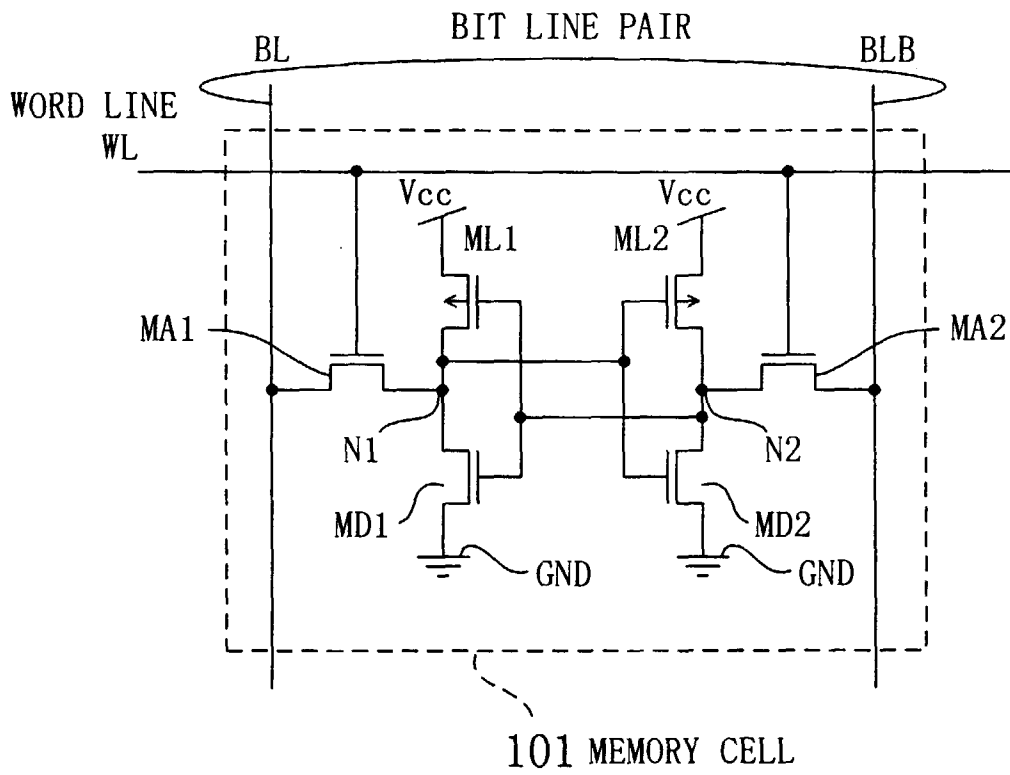 BIT LINE PAIR
BL
BLB
WORD LINE
WL
Vcc
Vcc
ML1
ML2
MA1
MA2
N1
N2
MD1
MD2
GND
GND
101 MEMORY CELL